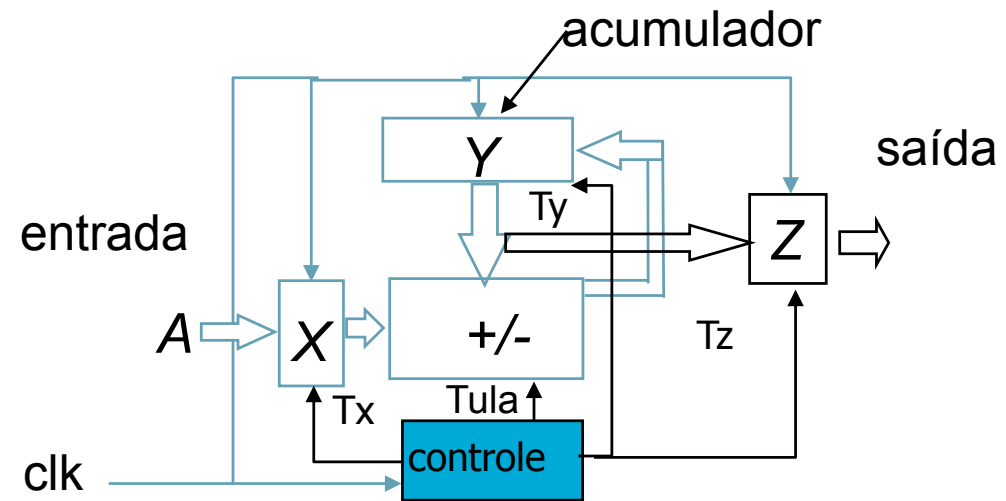 acumulador
Y
saída
Ty
entrada
Z
A
X
+/-
Tz
Tx
Tula
controle
clk